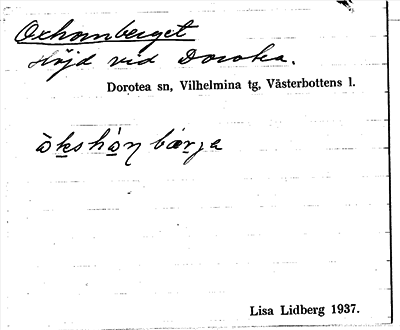 Oxhornberget
Höjd vid Dorotea.
Dorotea sn, Vilhelmina tg, Västerbottens l.
Lisa Lidberg 1937.